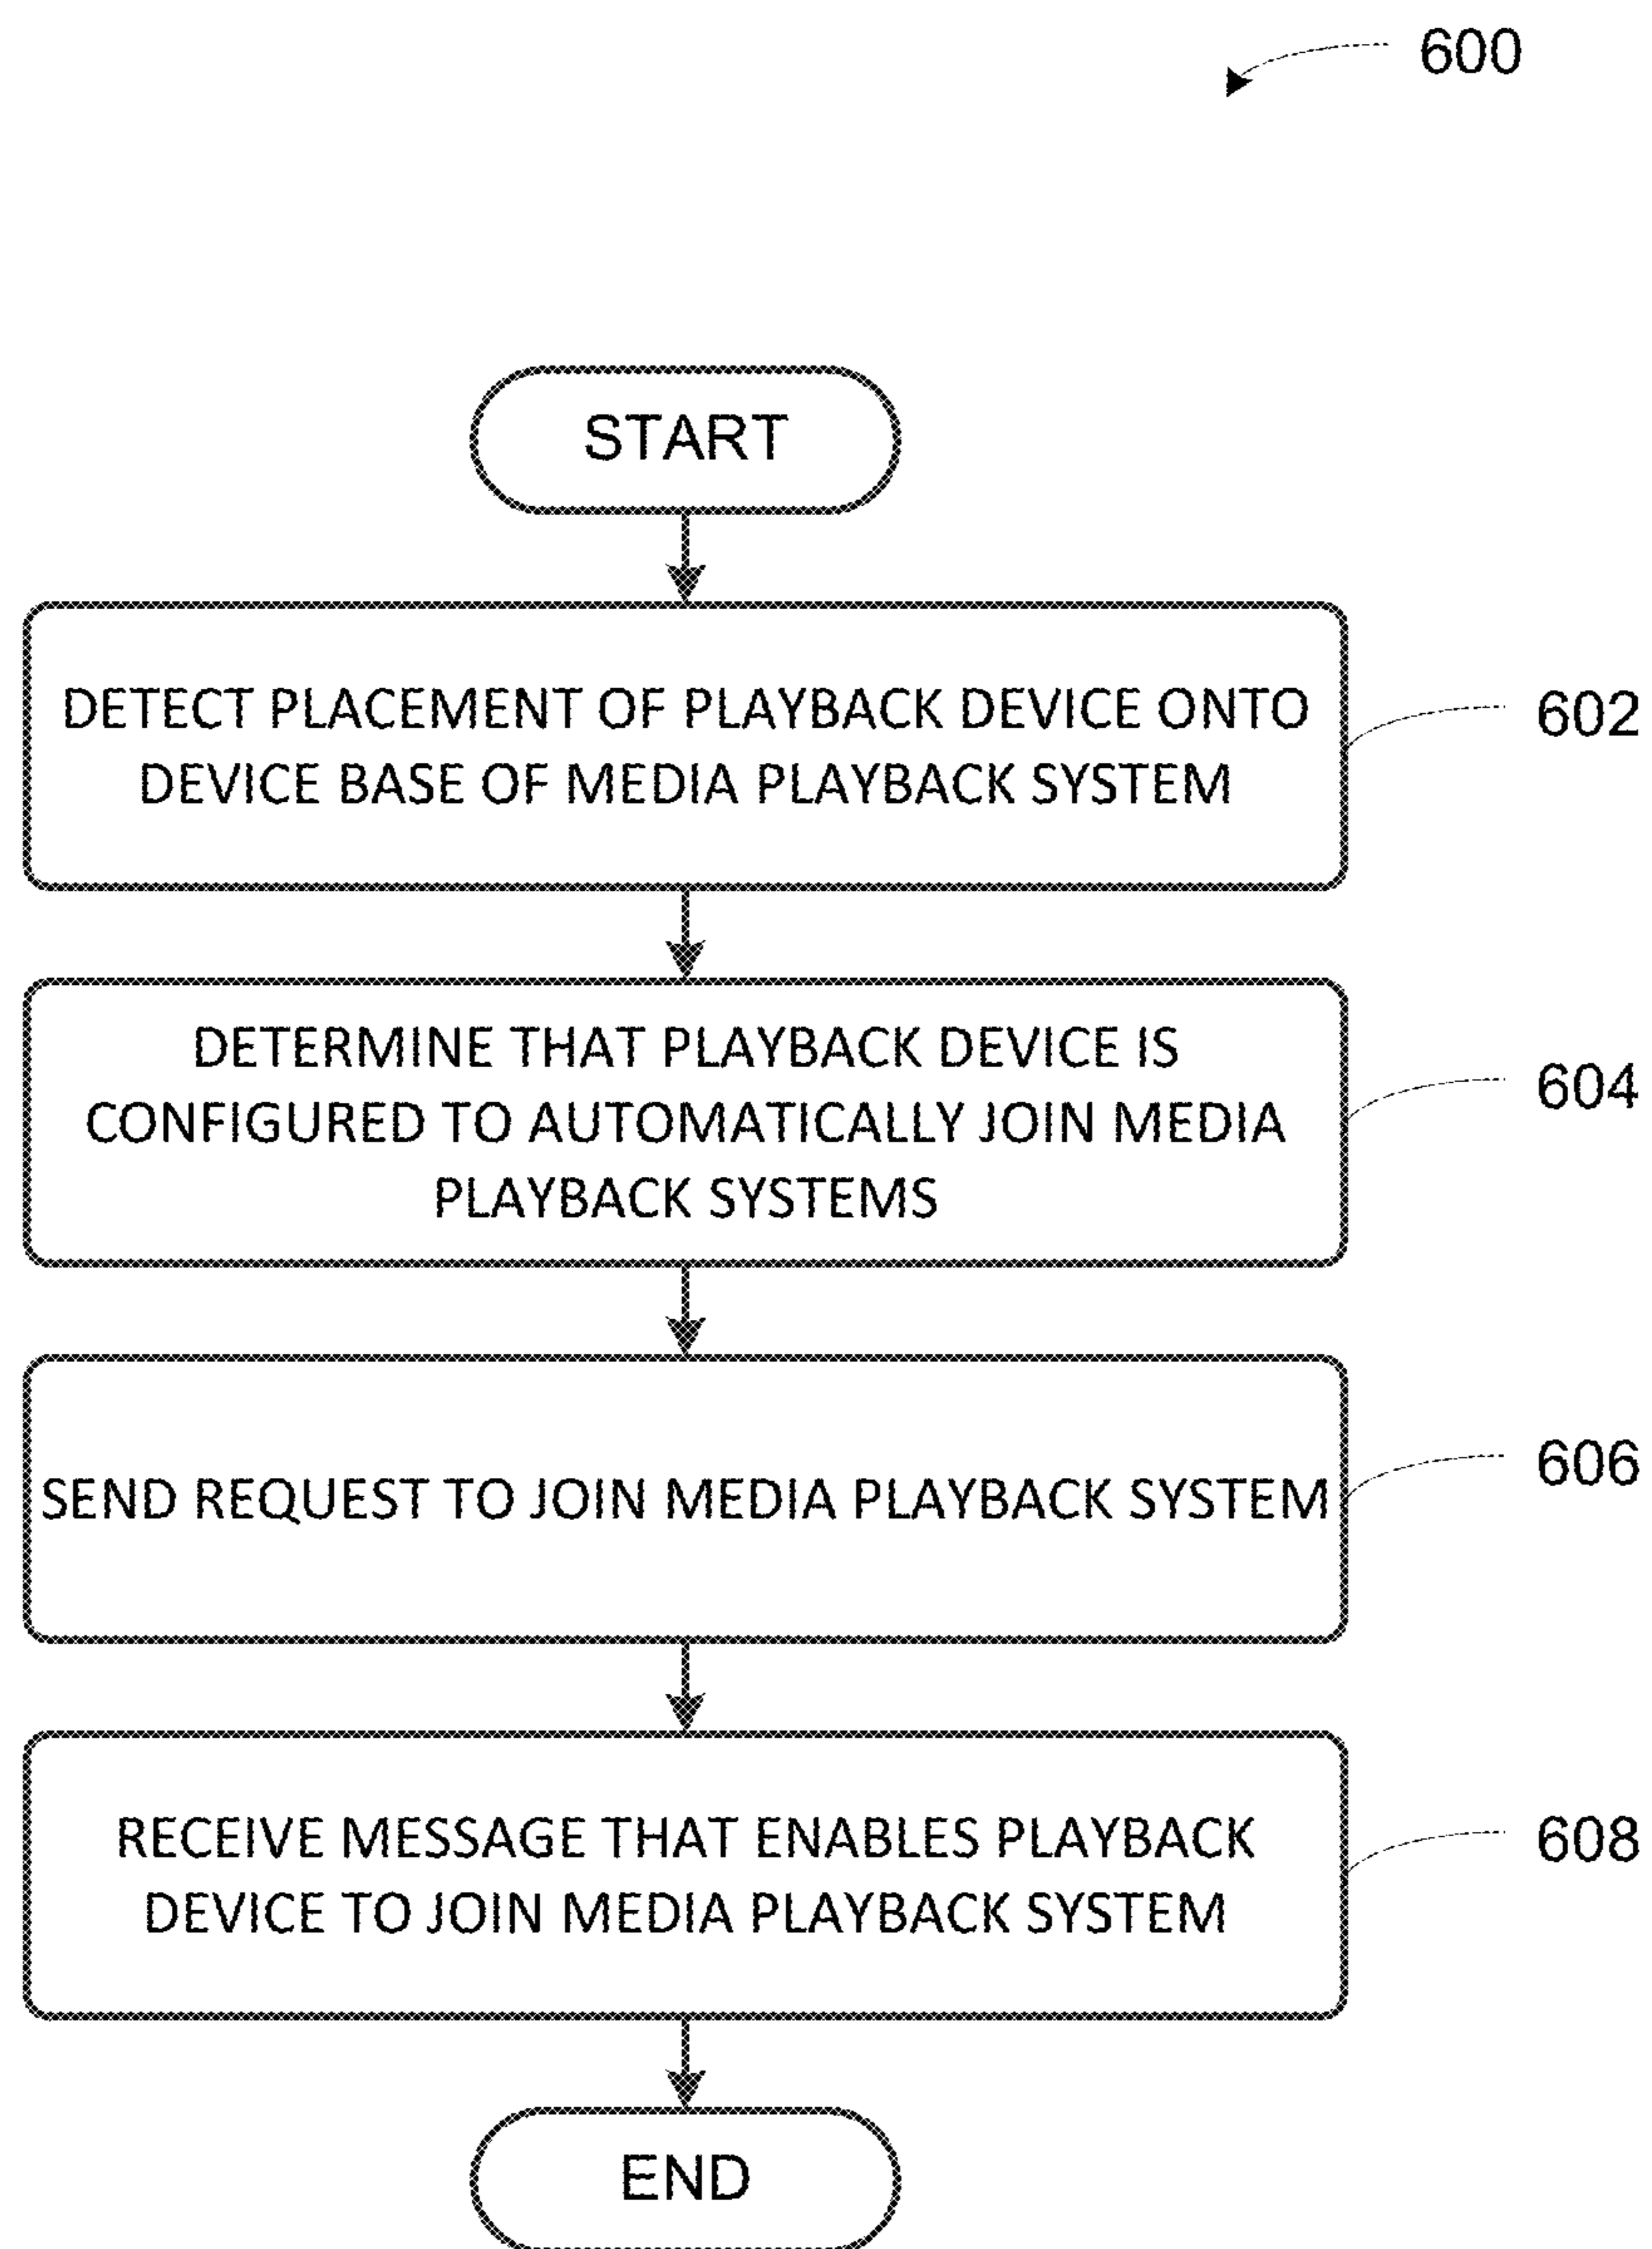 600
START
DETECT PLACEMENT OF PLAYBACK DEVICE ONTO
DEVICE BASE OF MEDIA PLAYBACK SYSTEM
602
DETERMINE THAT PLAYBACK DEVICE IS
CONFIGURED TO AUTOMATICALLY JOIN MEDIA
PLAYBACK SYSTEMS
604
SEND REQUEST TO JOIN MEDIA PLAYBACK SYSTEM
606
RECEIVE MESSAGE THAT ENABLES PLAYBACK
DEVICE TO JOIN MEDIA PLAYBACK SYSTEM
608
END